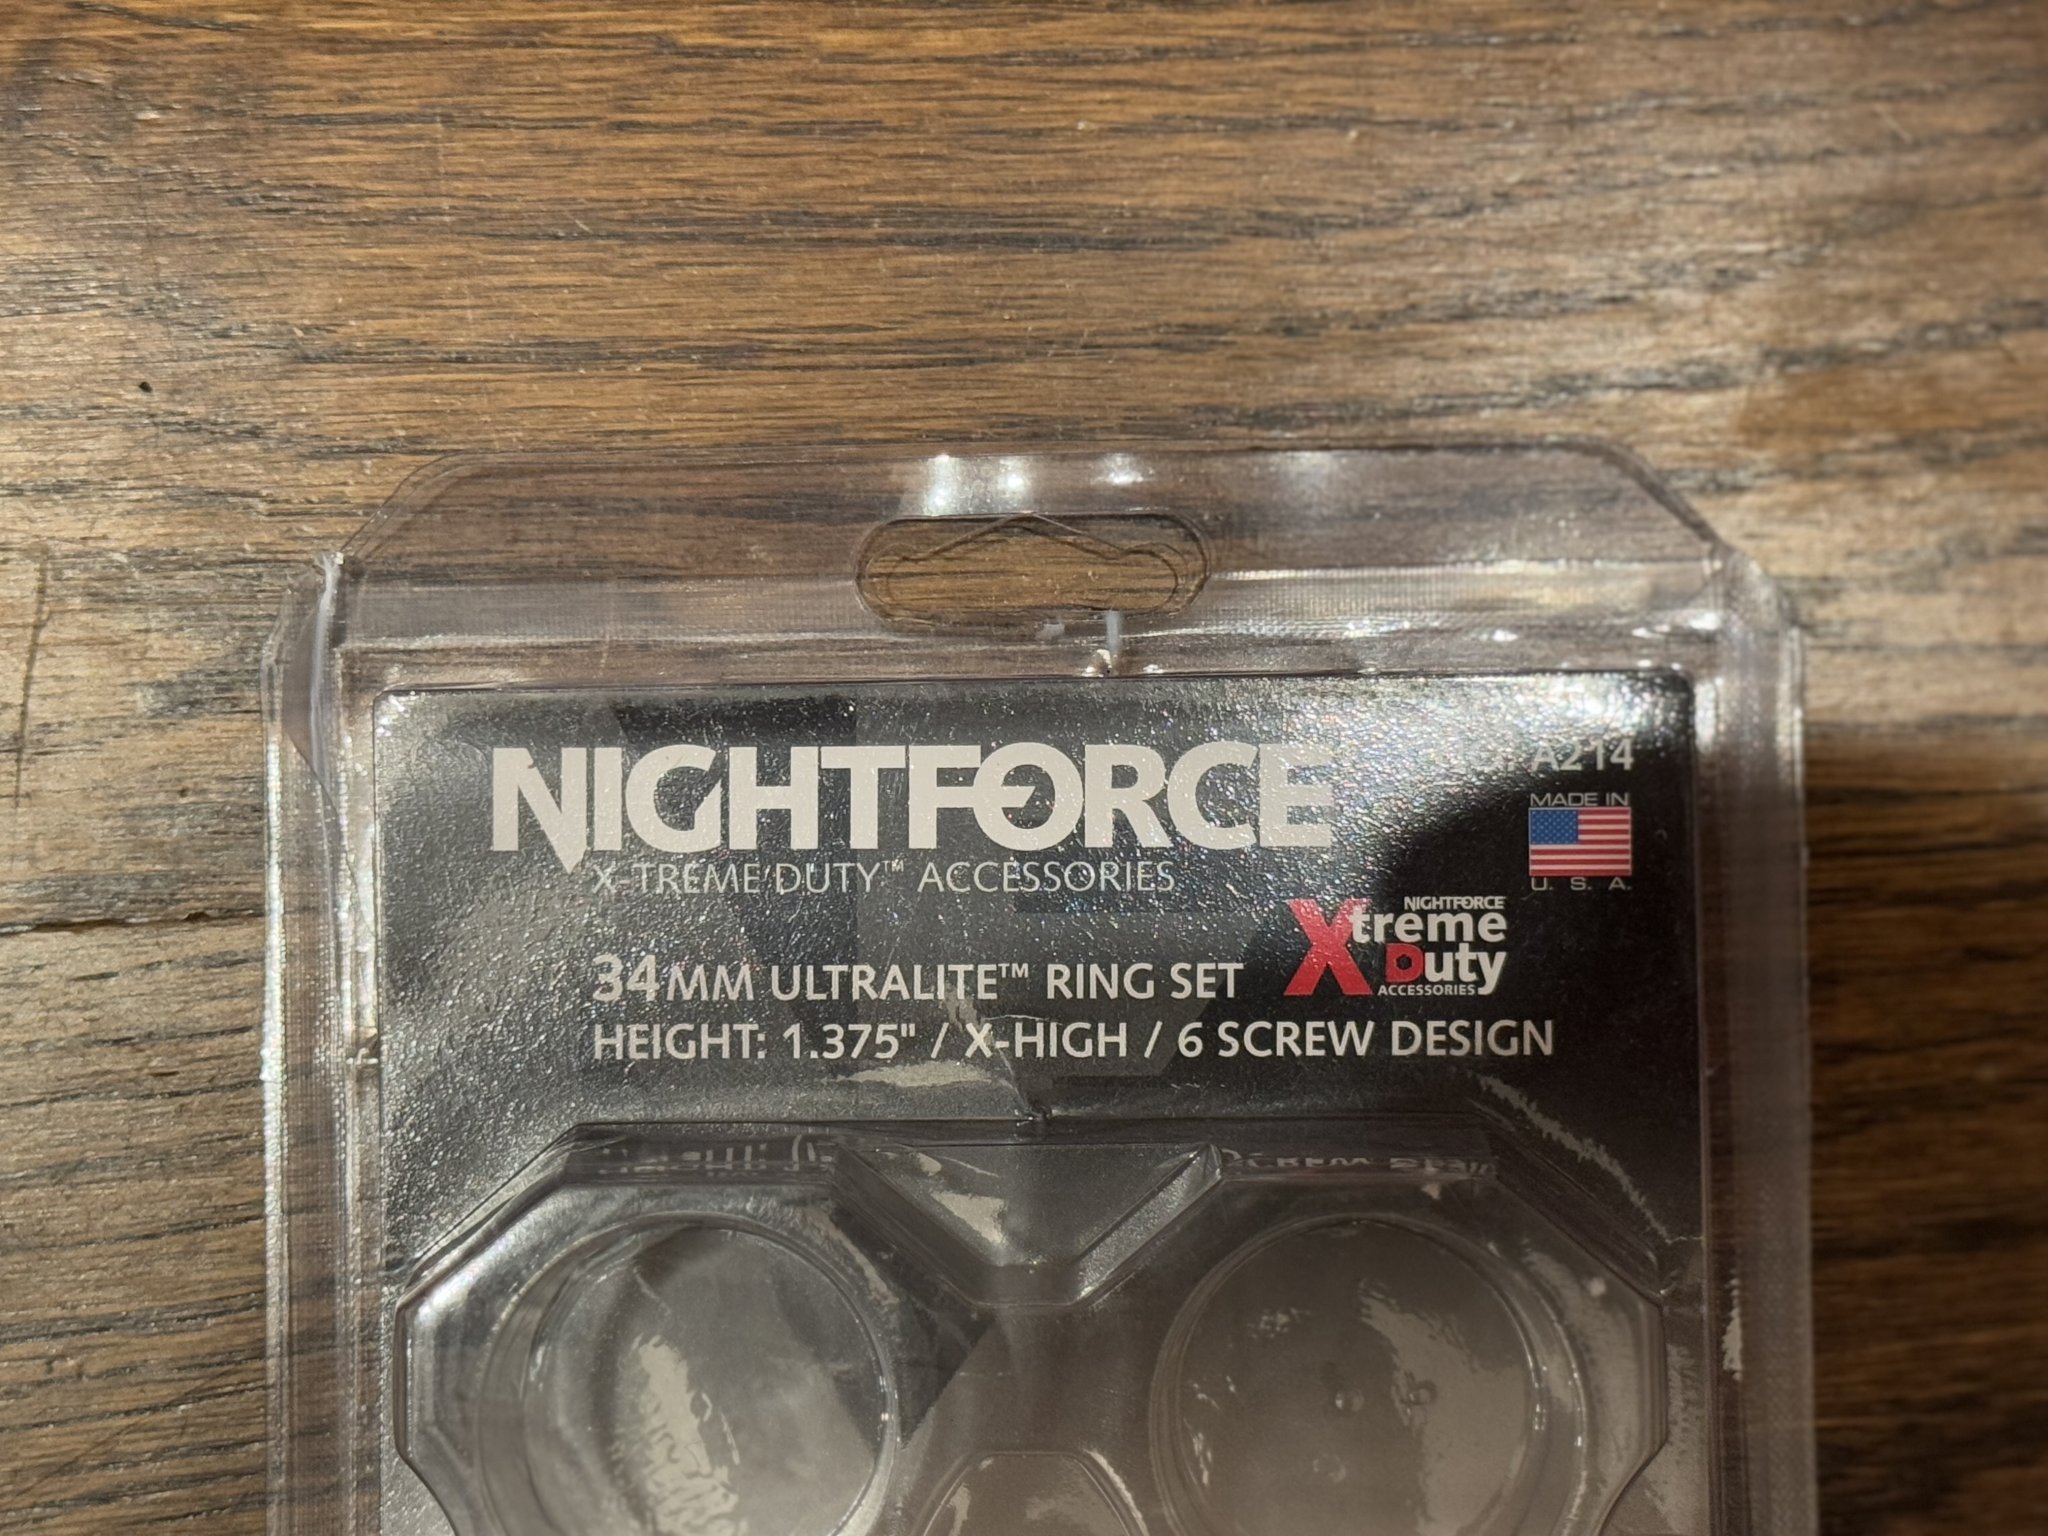 NIGHTFORCE
X-TREME DUTY™ ACCESSORIES
A214
MADE IN
U. S. A.
NIGHTFORCE
Xtreme
Duty
ACCESSORIES
34MM ULTRALITE™ RING SET
HEIGHT: 1.375" / X-HIGH / 6 SCREW DESIGN